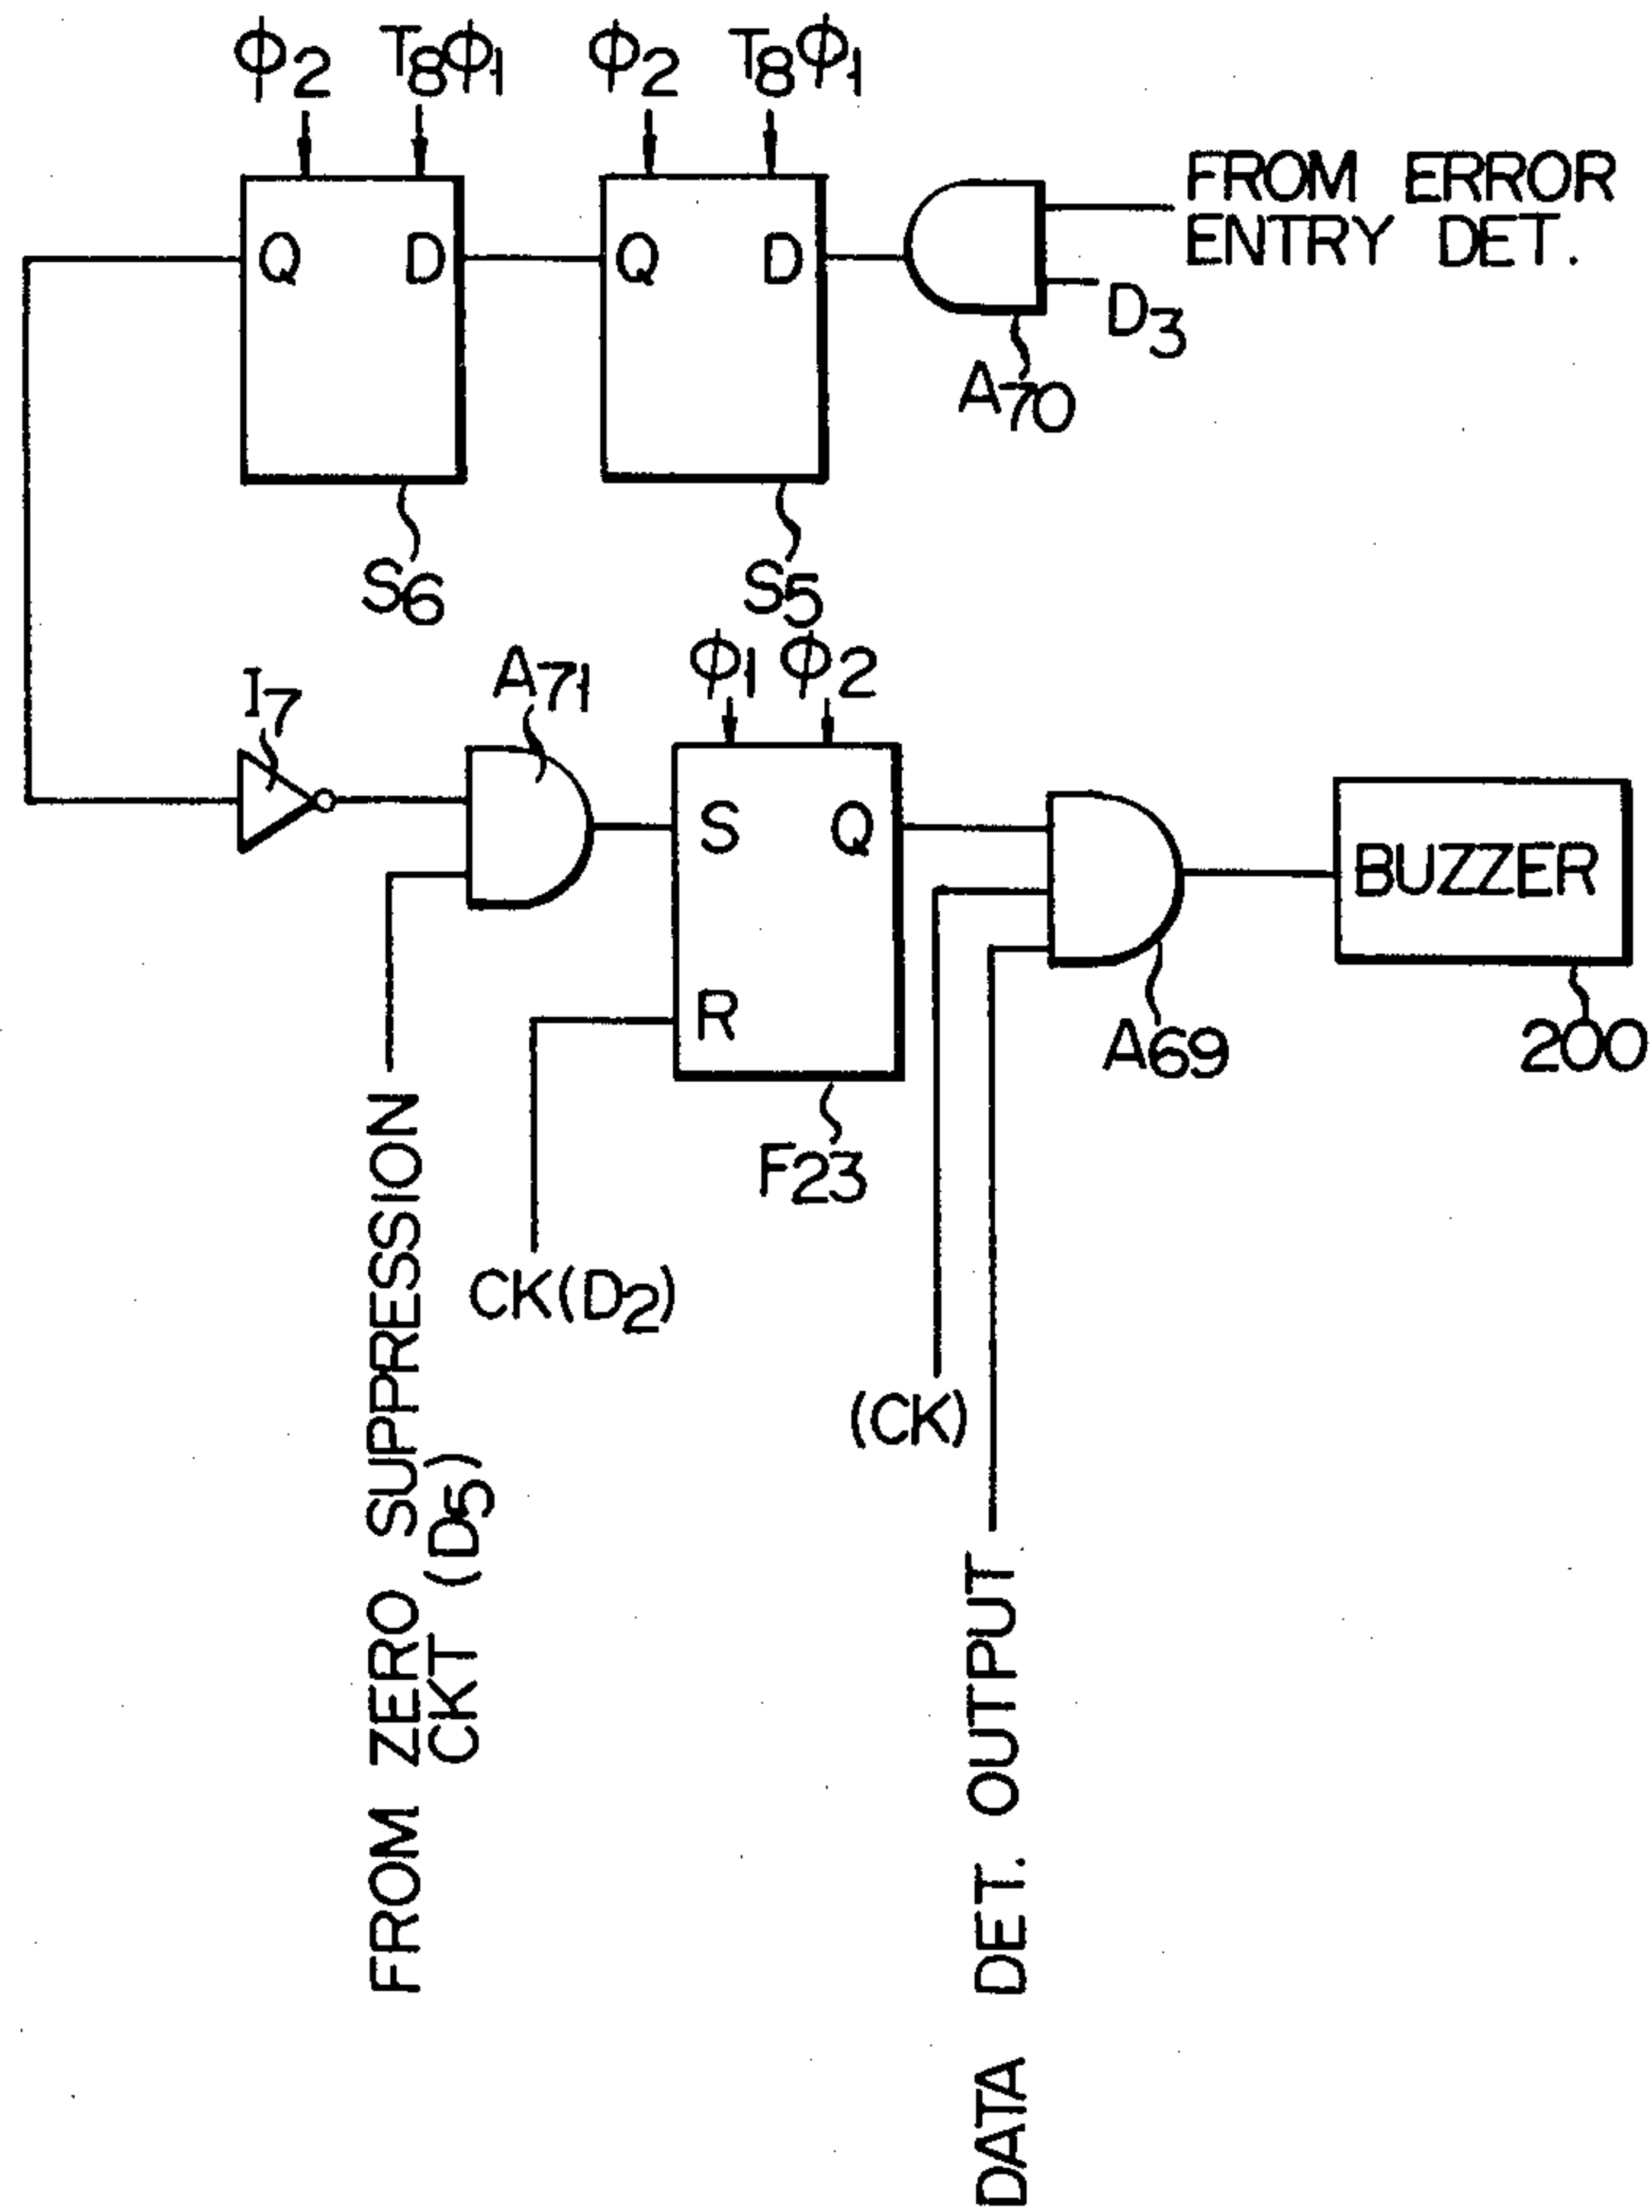 ϕ2 T8ϕ1 ϕ2 T8ϕ1
FROM ERROR
ENTRY DET.
Q D Q D
D3
A70
S6 S5
I7 A71 ϕ1 ϕ2
S Q
BUZZER
R
A69 200
F23
CK(D2)
(CK)
FROM ZERO SUPPRESSION
CKT (D5)
DATA DET. OUTPUT